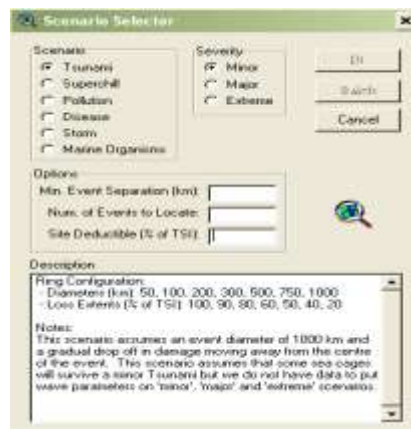 Scenario Selector
Scenario
Tsunami
Superchill
Pollution
Disease
Storm
Marine Organisms
Severity
Minor
Major
Extreme
Cancel
Options
Min. Event Separation (km):
Num. of Events to Locate:
Site Deductible (% of TSI):
Description
Ring Configuration:
- Diameters (km): 50, 100, 200, 300, 500, 750, 1000
- Loss Extents (% of TSI): 100, 90, 80, 60, 50, 40, 20
Notes:
This scenario assumes an event diameter of 1000 km and
a gradual drop off in damage moving away from the centre
of the event. This scenario assumes that some sea cages
will survive a minor Tsunami but we do not have data to put
wave parameters on 'minor', 'major' and 'extreme' scenarios.